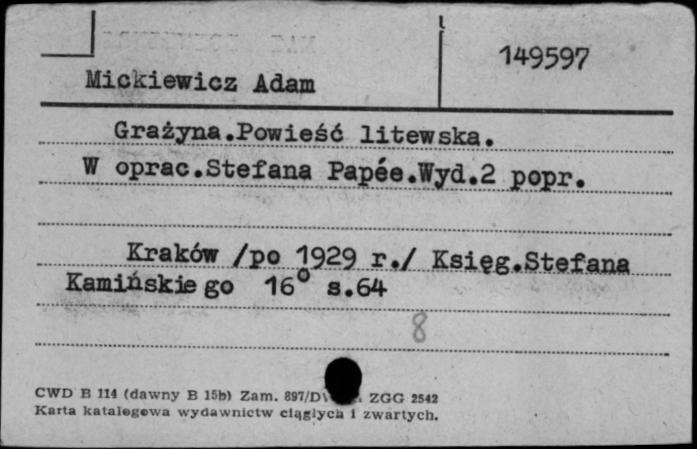 149597
Mickiewicz Adam
Grażyna.Powieść litewska.
W oprac.Stefana Papée.Wyd.2 popr.
Kraków /po 1929 r./ Księg.Stefana
Kamińskiego 16° s.64
8
CWD B 114 (dawny B 15b) Zam. 897/D ZGG 2542
Karta katalogowa wydawnictw ciągłych i zwartych.